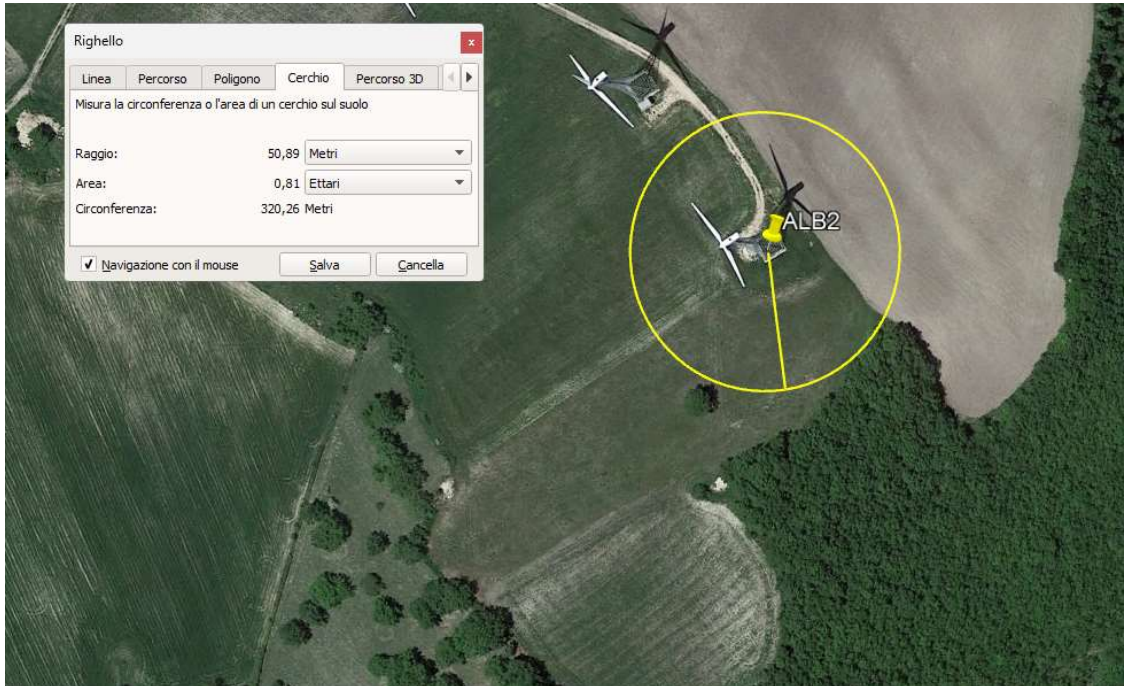 Righello
Linea Percorso Poligono Cerchio Percorso 3D
Misura la circonferenza o l'area di un cerchio sul suolo
Raggio: 50,89 Metri
Area: 0,81 Ettari
Circonferenza: 320,26 Metri
Navigazione con il mouse Salva Cancella
ALB2